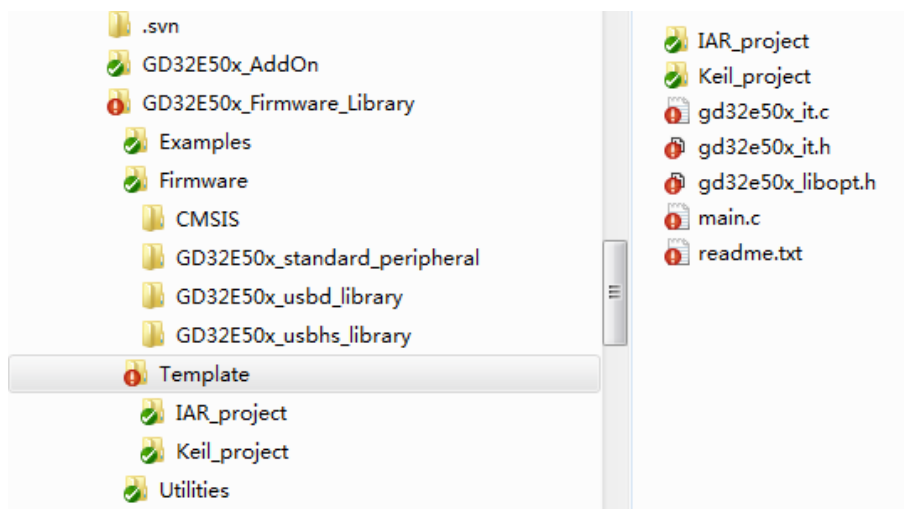 .svn
GD32E50x_AddOn
GD32E50x_Firmware_Library
Examples
Firmware
CMSIS
GD32E50x_standard_peripheral
GD32E50x_usbd_library
GD32E50x_usbhs_library
Template
IAR_project
Keil_project
Utilities
IAR_project
Keil_project
gd32e50x_it.c
gd32e50x_it.h
gd32e50x_libopt.h
main.c
readme.txt